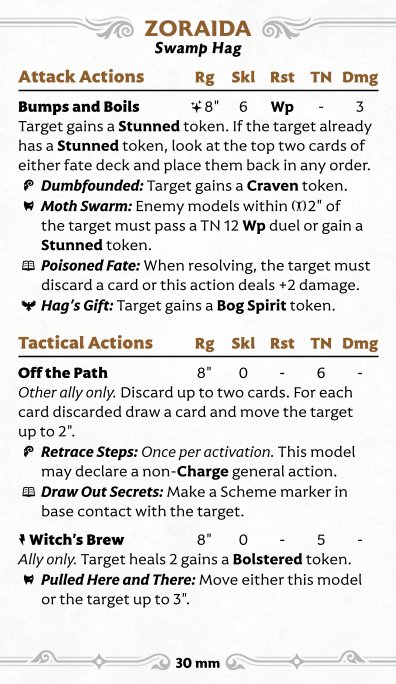 ZORAIDA
Swamp Hag
Attack Actions Rg Skl Rst TN Dmg
Bumps and Boils 8" 6 Wp - 3
Target gains a Stunned token. If the target already
has a Stunned token, look at the top two cards of
either fate deck and place them back in any order.
Dumbfounded: Target gains a Craven token.
Moth Swarm: Enemy models within 2" of
the target must pass a TN 12 Wp duel or gain a
Stunned token.
Poisoned Fate: When resolving, the target must
discard a card or this action deals +2 damage.
Hag's Gift: Target gains a Bog Spirit token.
Tactical Actions Rg Skl Rst TN Dmg
Off the Path 8" 0 - 6 -
Other ally only. Discard up to two cards. For each
card discarded draw a card and move the target
up to 2".
Retrace Steps: Once per activation. This model
may declare a non-Charge general action.
Draw Out Secrets: Make a Scheme marker in
base contact with the target.
Witch's Brew 8" 0 - 5 -
Ally only. Target heals 2 gains a Bolstered token.
Pulled Here and There: Move either this model
or the target up to 3".
30 mm